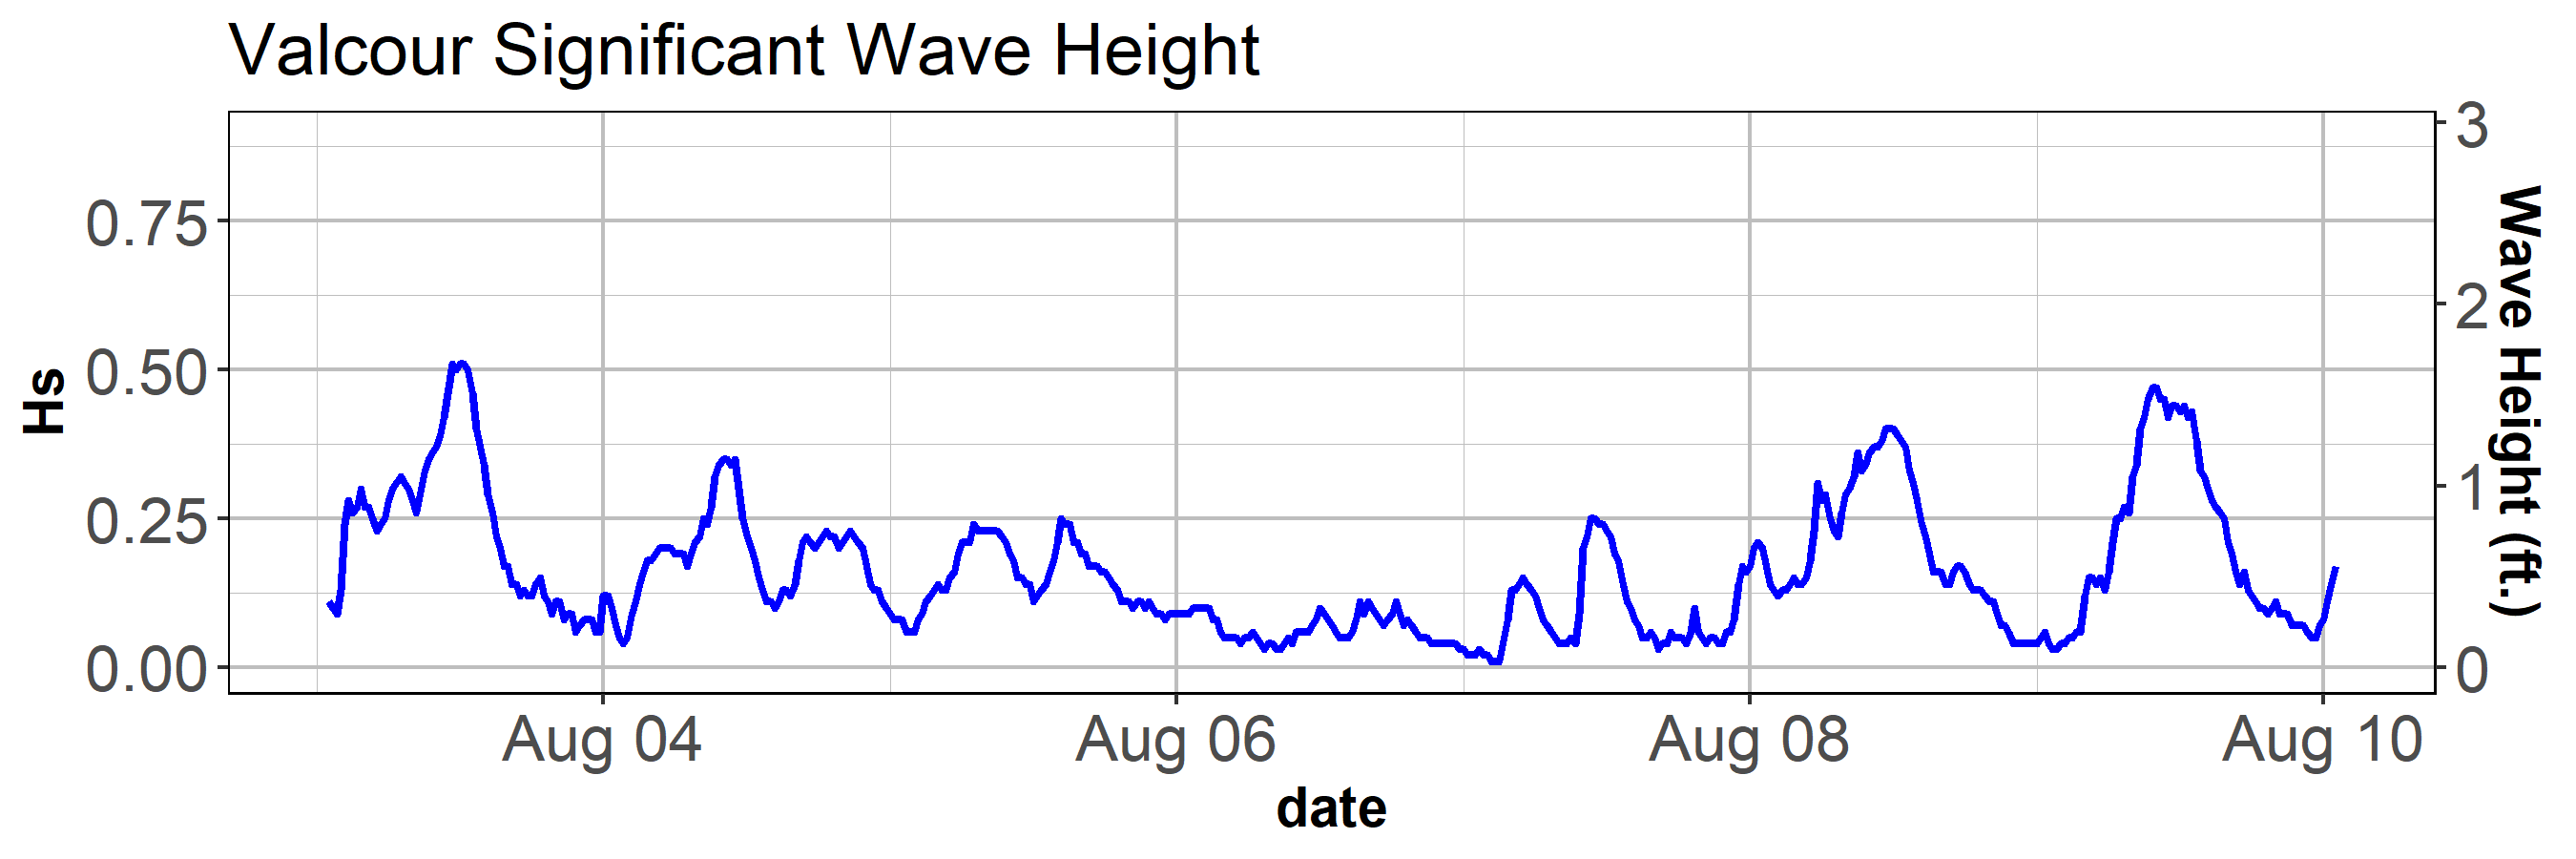 Valcour Significant Wave Height
Hs
0.75
0.50
0.25
0.00
3
2
1
0
Wave Height (ft.)
Aug 04
Aug 06
Aug 08
Aug 10
date